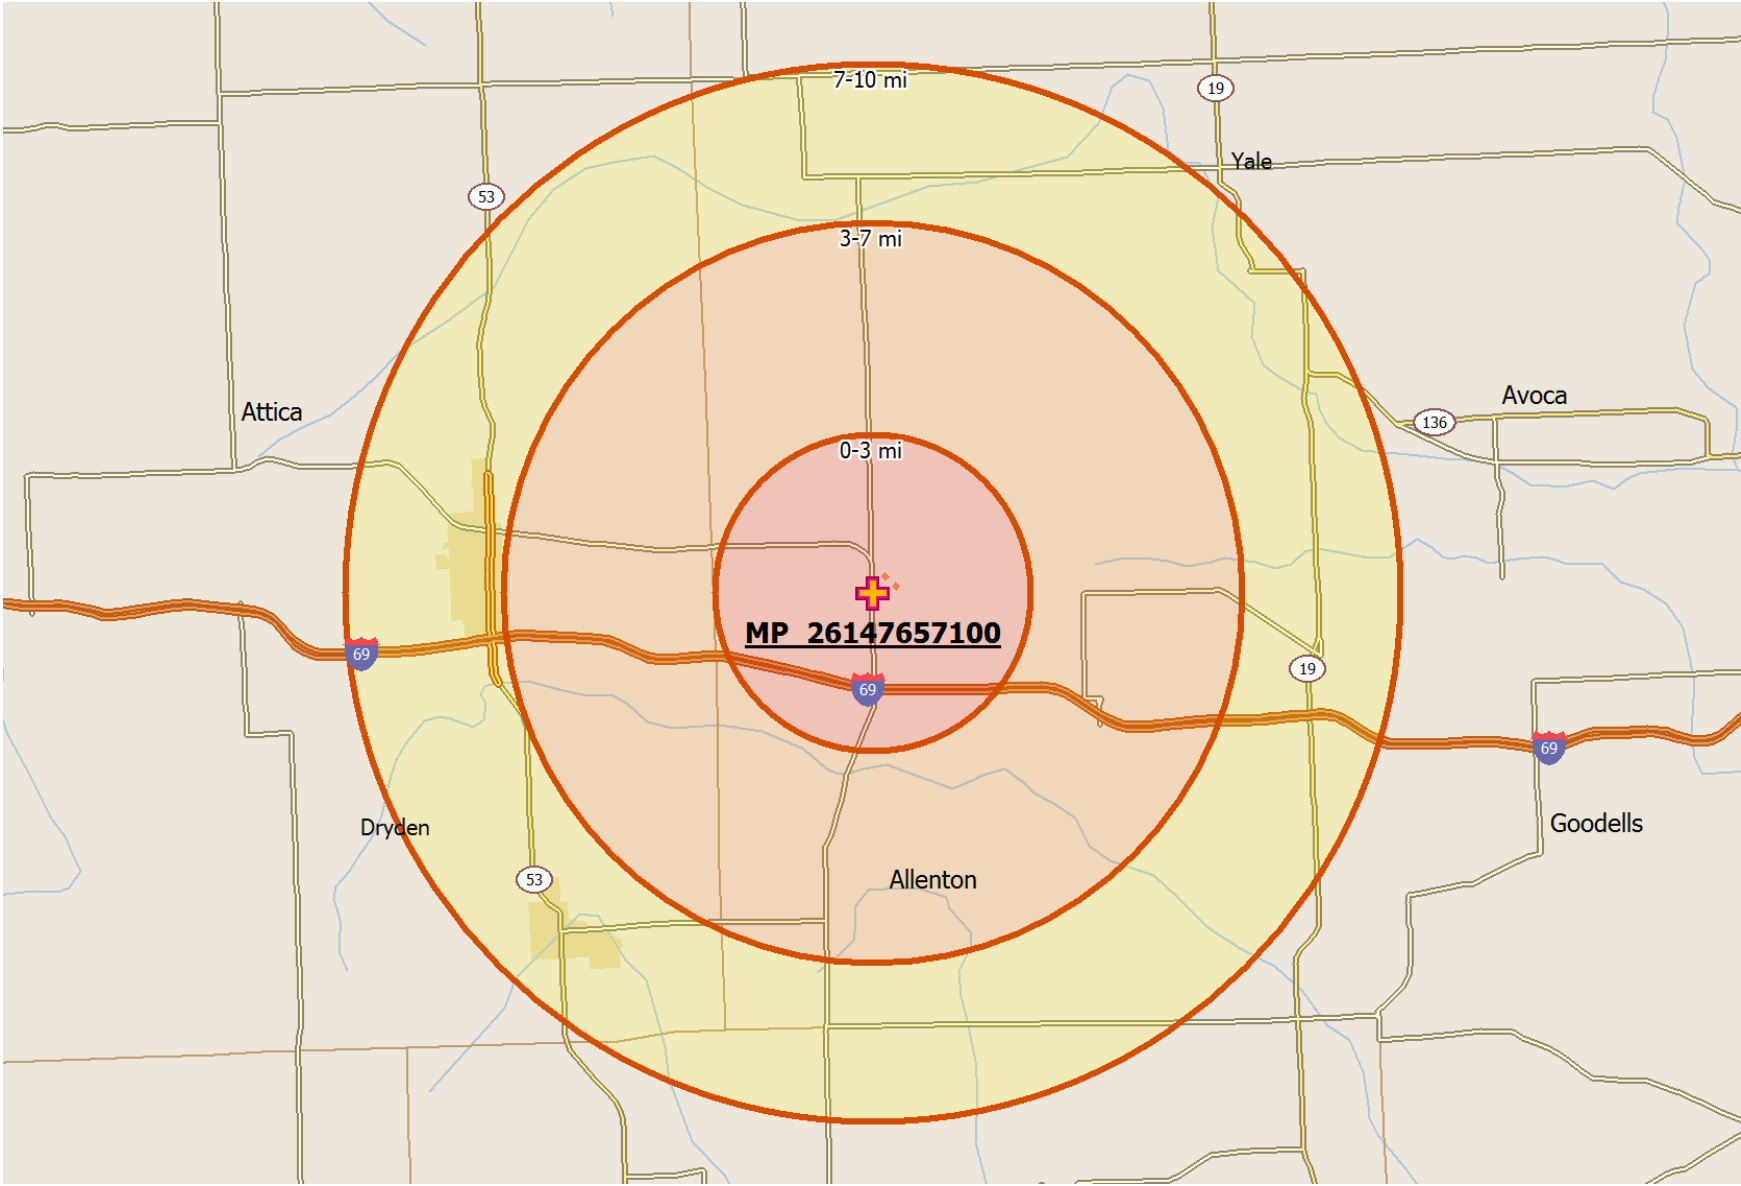 7-10 mi
19
Yale
53
3-7 mi
Attica
Avoca
136
0-3 mi
MP 26147657100
69
19
69
69
Dryden
Goodells
53
Allenton